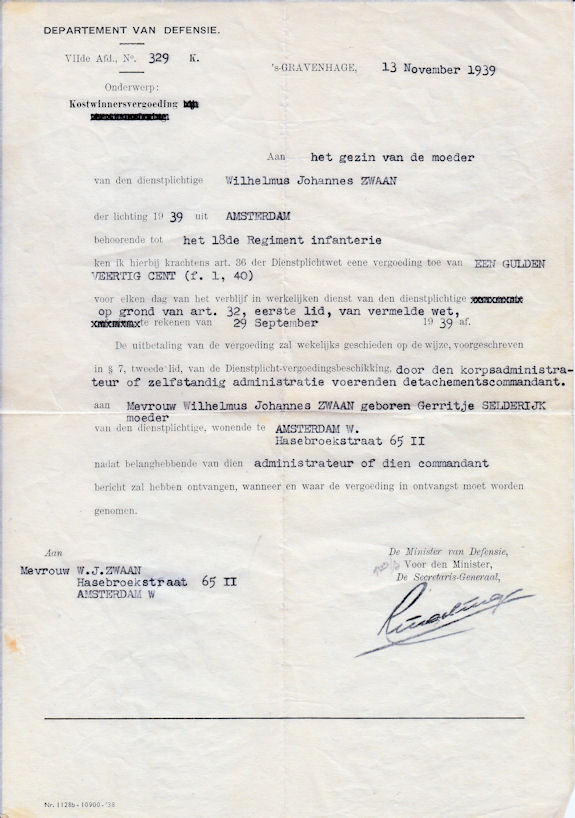 DEPARTEMENT VAN DEFENSIE.
VIIde Afd., No. 329 K.
's-GRAVENHAGE, 13 November 1939
Onderwerp:
Kostwinnersvergoeding
Aan het gezin van de moeder
van den dienstplichtige Wilhelmus Johannes ZWAAN
der lichting 19 39 uit AMSTERDAM
behoorende tot het 18de Regiment infanterie
ken ik hierbij krachtens art. 36 der Dienstplichtwet eene vergoeding toe van EEN GULDEN
VEERTIG CENT (f. 1, 40)
voor elken dag van het verblijf in werkelijken dienst van den dienstplichtige
op grond van art. 32, eerste lid, van vermelde wet,
te rekenen van 29 September 19 39 af.
De uitbetaling van de vergoeding zal wekelijks geschieden op de wijze, voorgeschreven
in § 7, tweede lid, van de Dienstplicht-vergoedingsbeschikking, door den korpsadministra-
teur of zelfstandig administratie voerenden detachementscommandant.
aan Mevrouw Wilhelmus Johannes ZWAAN geboren Gerritje SELDERIJK
moeder
van den dienstplichtige, wonende te AMSTERDAM W.
Hasebroekstraat 65 II
nadat belanghebbende van dien administrateur of dien commandant
bericht zal hebben ontvangen, wanneer en waar de vergoeding in ontvangst moet worden
genomen.
Aan
Mevrouw W.J.ZWAAN
Hasebroekstraat 65 II
AMSTERDAM W
De Minister van Defensie,
Voor den Minister,
De Secretaris-Generaal,
Nr. 1128b - 10900 - '38